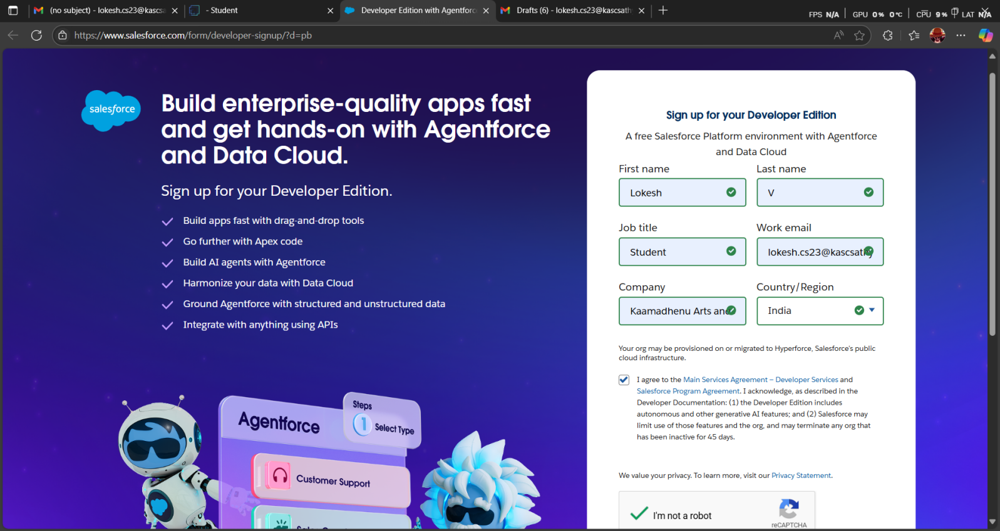 (no subject) - lokesh.cs23@kascsa
- Student
Developer Edition with Agentforc
Drafts (6) - lokesh.cs23@kascsath
FPS N/A | GPU 0% 0°C | CPU 9% LAT N/A
https://www.salesforce.com/form/developer-signup/?d=pb
salesforce
Build enterprise-quality apps fast
and get hands-on with Agentforce
and Data Cloud.
Sign up for your Developer Edition.
Build apps fast with drag-and-drop tools
Go further with Apex code
Build AI agents with Agentforce
Harmonize your data with Data Cloud
Ground Agentforce with structured and unstructured data
Integrate with anything using APIs
Agentforce
Steps
1 Select Type
Customer Support
Sign up for your Developer Edition
A free Salesforce Platform environment with Agentforce
and Data Cloud
First name Last name
Lokesh V
Job title Work email
Student lokesh.cs23@kascsathy
Company Country/Region
Kaamadhenu Arts and India
Your org may be provisioned on or migrated to Hyperforce, Salesforce's public
cloud infrastructure.
I agree to the Main Services Agreement – Developer Services and
Salesforce Program Agreement. I acknowledge, as described in the
Developer Documentation: (1) the Developer Edition includes
autonomous and other generative AI features; and (2) Salesforce may
limit use of those features and the org, and may terminate any org that
has been inactive for 45 days.
We value your privacy. To learn more, visit our Privacy Statement.
I'm not a robot
reCAPTCHA